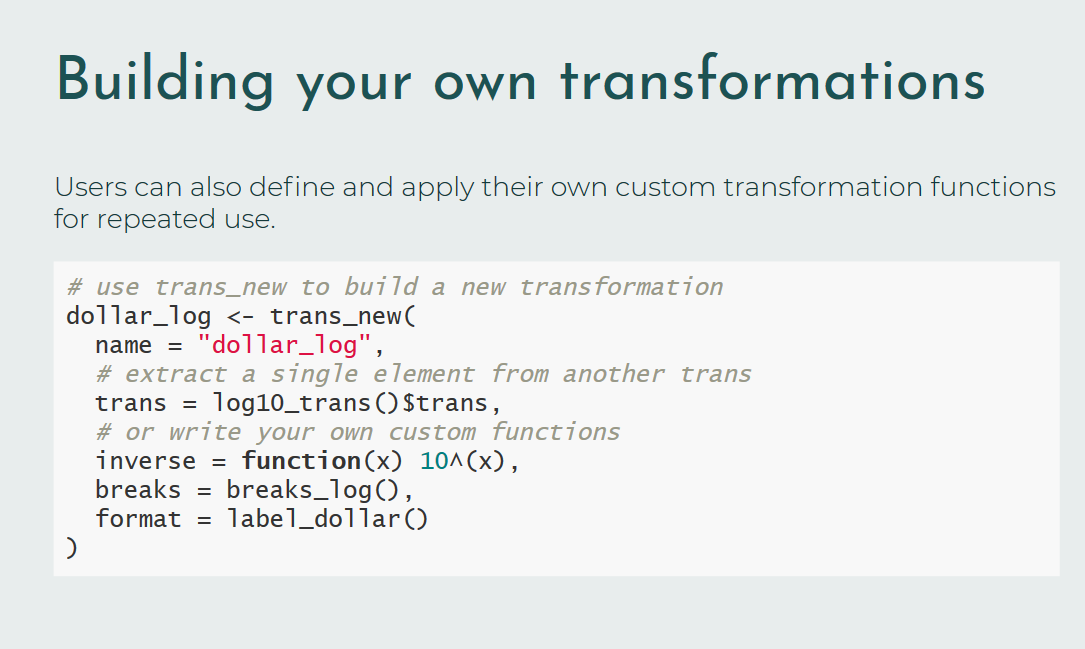 Building your own transformations
Users can also define and apply their own custom transformation functions
for repeated use.
# use trans_new to build a new transformation
dollar_log <- trans_new(
  name = "dollar_log",
  # extract a single element from another trans
  trans = log10_trans()$trans,
  # or write your own custom functions
  inverse = function(x) 10^(x),
  breaks = breaks_log(),
  format = label_dollar()
)